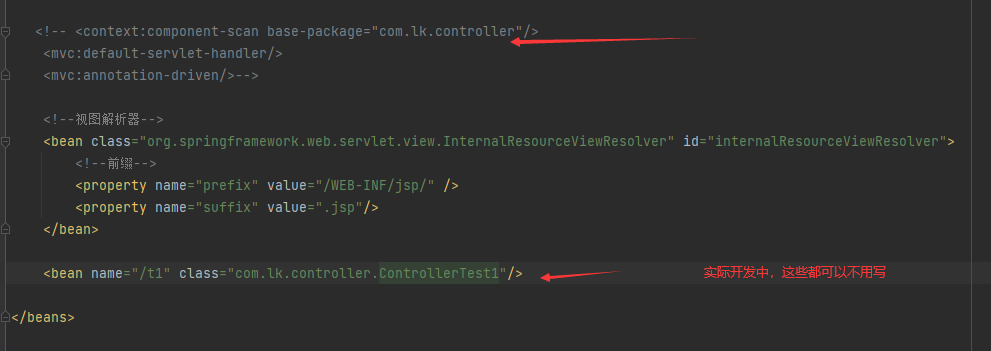 <!-- <context:component-scan base-package="com.lk.controller"/>
<mvc:default-servlet-handler/>
<mvc:annotation-driven/>-->
<!--视图解析器-->
<bean class="org.springframework.web.servlet.view.InternalResourceViewResolver" id="internalResourceViewResolver">
<!--前缀-->
<property name="prefix" value="/WEB-INF/jsp/" />
<property name="suffix" value=".jsp"/>
</bean>
<bean name="/t1" class="com.lk.controller.ControllerTest1"/> 实际开发中，这些都可以不用写
</beans>